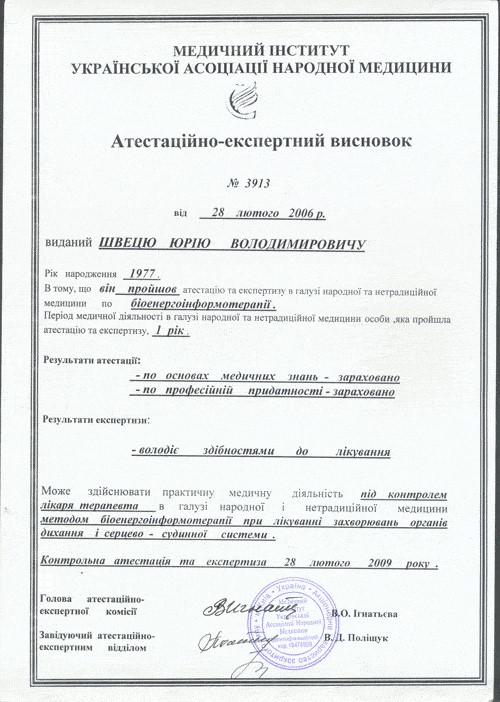 МЕДИЧНИЙ ІНСТИТУТ
УКРАЇНСЬКОЇ АСОЦІАЦІЇ НАРОДНОЇ МЕДИЦИНИ
Атестаційно-експертний висновок
№ 3913
від 28 лютого 2006 р.
виданий ШВЕЦЮ ЮРІЮ ВОЛОДИМИРОВИЧУ
Рік народження 1977.
В тому, що він пройшов атестацію та експертизу в галузі народної та нетрадиційної
медицини по біоенергоінформотерапії.
Період медичної діяльності в галузі народної та нетрадиційної медицини особи ,яка пройшла
атестацію та експертизу, 1 рік.
Результати атестації:
- по основах медичних знань - зараховано
- по професійній придатності - зараховано
Результати експертизи:
- володіє здібностями до лікування
Може здійснювати практичну медичну діяльність під контролем
лікаря терапевта в галузі народної і нетрадиційної медицини
методом біоенергоінформотерапії при лікуванні захворювань органів
дихання і серцево - судинної системи .
Контрольна атестація та експертиза 28 лютого 2009 року .
Голова атестаційно-
експертної комісії В.О. Ігнатьєва
Завідуючий атестаційно-
експертним відділом В. Д. Поліщук
Медичний
інститут
Української
Асоціації Народної
Медицини